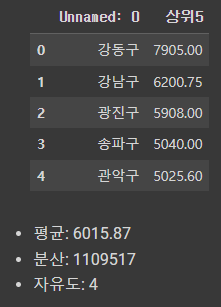 Unnamed: 0 상위5
0 강동구 7905.00
1 강남구 6200.75
2 광진구 5908.00
3 송파구 5040.00
4 관악구 5025.60
• 평균: 6015.87
• 분산: 1109517
• 자유도: 4